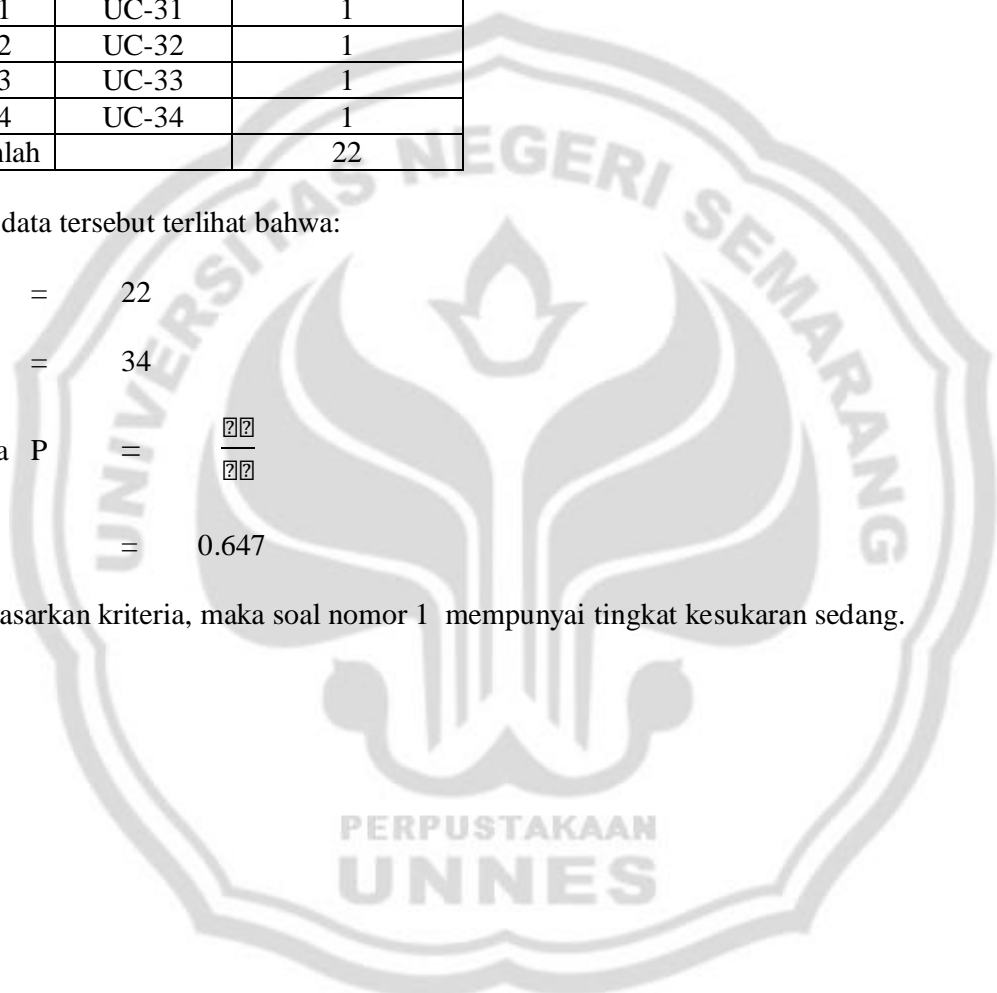 1 UC-31 1
2 UC-32 1
3 UC-33 1
4 UC-34 1
nlah 22
data tersebut terlihat bahwa:
= 22
= 34
a P =
= 0.647
asarkan kriteria, maka soal nomor 1 mempunyai tingkat kesukaran sedang.
UNIVERSITAS NEGERI SEMARANG
PERPUSTAKAAN
UNNES